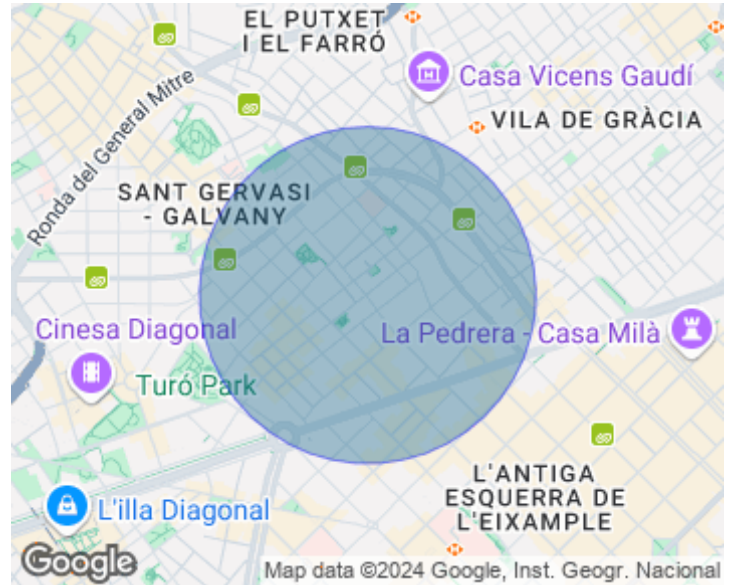 EL PUTXET
I EL FARRÓ
Casa Vicens Gaudí
VILA DE GRÀCIA
Ronda del General Mitre
SANT GERVASI
- GALVANY
Cinesa Diagonal
La Pedrera - Casa Milà
Turó Park
L'ANTIGA
ESQUERRA DE
L'EIXAMPLE
L'illa Diagonal
Google
Map data ©2024 Google, Inst. Geogr. Nacional